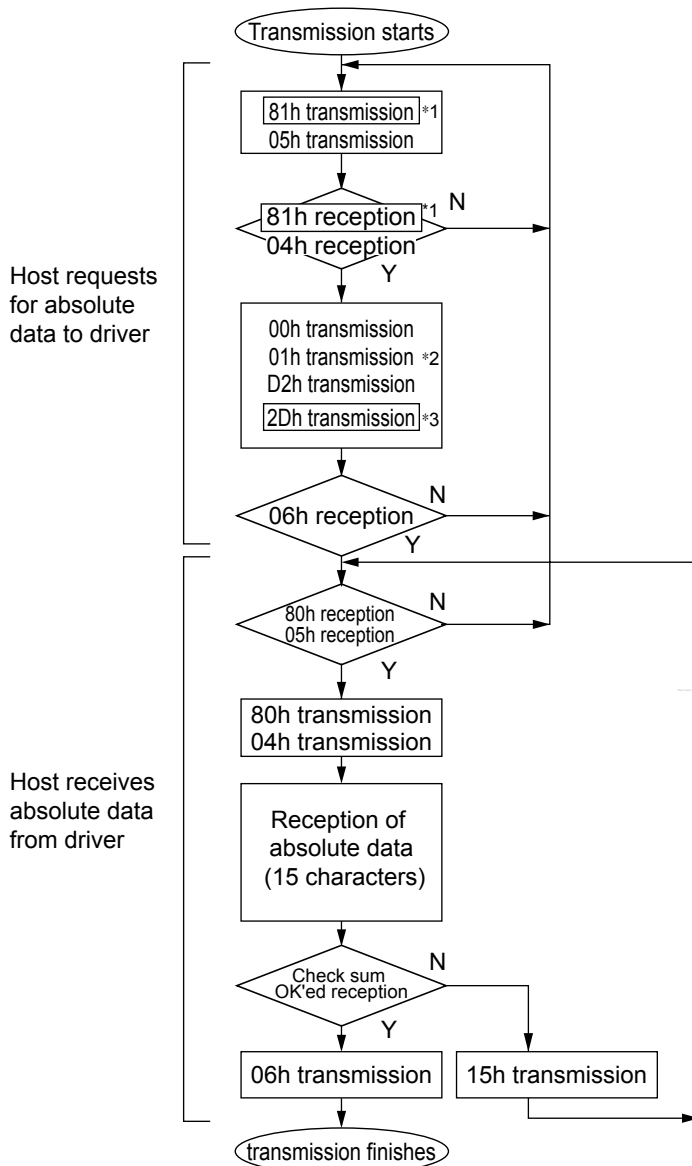 Transmission starts
81h transmission *1
05h transmission
81h reception *1
04h reception
N
Y
Host requests
for absolute
data to driver
00h transmission
01h transmission *2
D2h transmission
2Dh transmission *3
06h reception
N
Y
80h reception
05h reception
N
Y
80h transmission
04h transmission
Host receives
absolute data
from driver
Reception of
absolute data
(15 characters)
Check sum
OK'ed reception
N
Y
06h transmission
15h transmission
transmission finishes